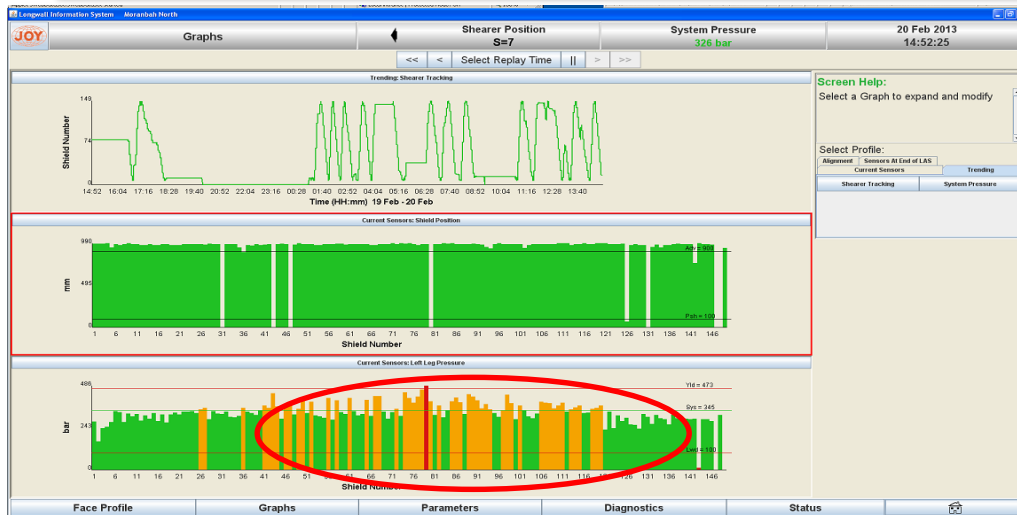 Longwall Information System    Moranbah North
JOY
Graphs
Shearer Position
S=7
System Pressure
326 bar
20 Feb 2013
14:52:25
<< < Select Replay Time || > >>
Trending: Shearer Tracking
Shield Number
149
74
0
14:52 16:04 17:16 18:28 19:40 20:52 22:04 23:16 00:28 01:40 02:52 04:04 05:16 06:28 07:40 08:52 10:04 11:16 12:28 13:40
Time (HH:mm) 19 Feb - 20 Feb
Current Sensors: Shield Position
mm
990
495
0
Adv = 900
Psh = 100
1 6 11 16 21 26 31 36 41 46 51 56 61 66 71 76 81 86 91 96 101 106 111 116 121 126 131 136 141 146
Shield Number
Current Sensors: Left Leg Pressure
bar
486
243
0
Yld = 473
Sys = 345
= 100
1 6 11 16 21 26 31 36 41 46 51 56 61 66 71 76 81 86 91 96 101 106 111 116 121 126 131 136 141 146
Shield Number
Screen Help:
Select a Graph to expand and modify
Select Profile:
Alignment Sensors At End of LAS
Current Sensors Trending
Shearer Tracking System Pressure
Face Profile Graphs Parameters Diagnostics Status